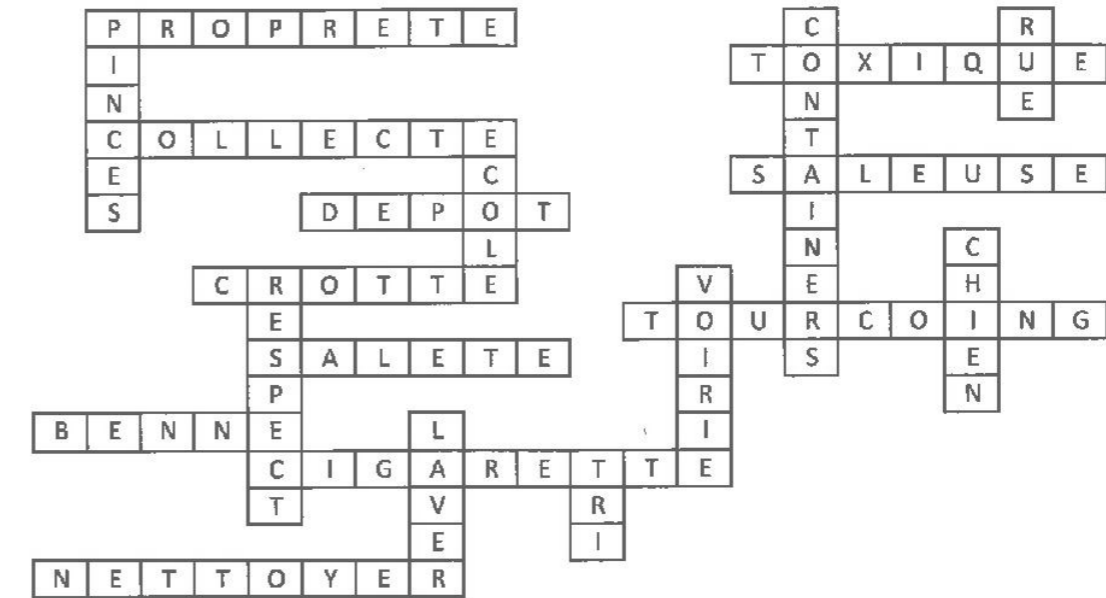 PROPRETE
PINCES
CONTAINERS
RUE
TOXIQUE
COLLECTE
ECOLE
SALEUSE
DEPOT
CHIEN
CROTTE
RESPECT
VOIRIE
TOURCOING
SALETE
BENNE
LAVER
CIGARETTE
TRI
NETTOYER